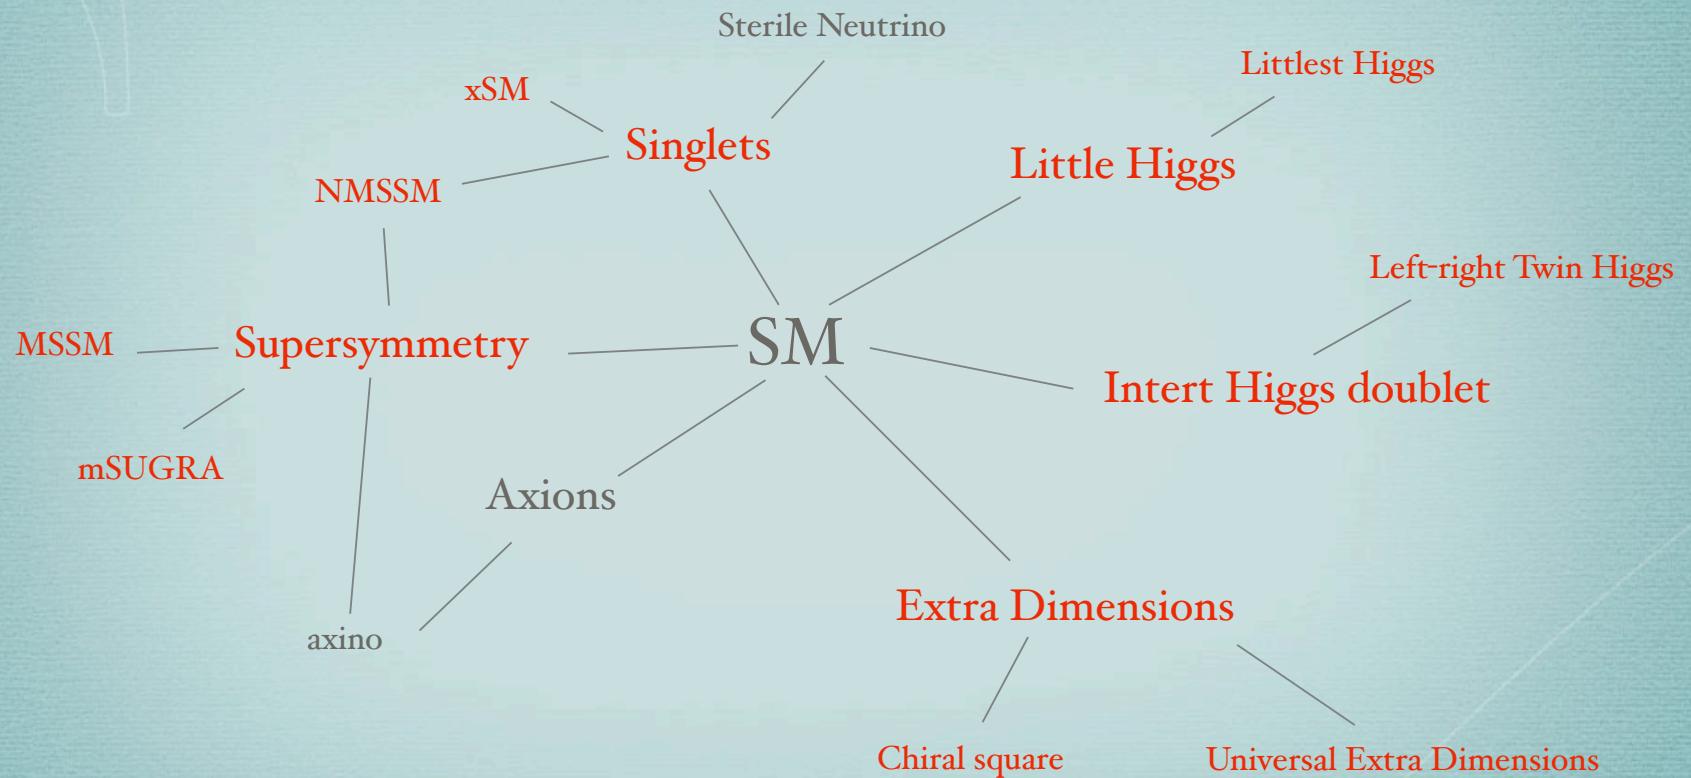 Sterile Neutrino
Littlest Higgs
xSM
Singlets
Little Higgs
NMSSM
Left-right Twin Higgs
MSSM
Supersymmetry
SM
Intert Higgs doublet
mSUGRA
Axions
Extra Dimensions
axino
Chiral square
Universal Extra Dimensions